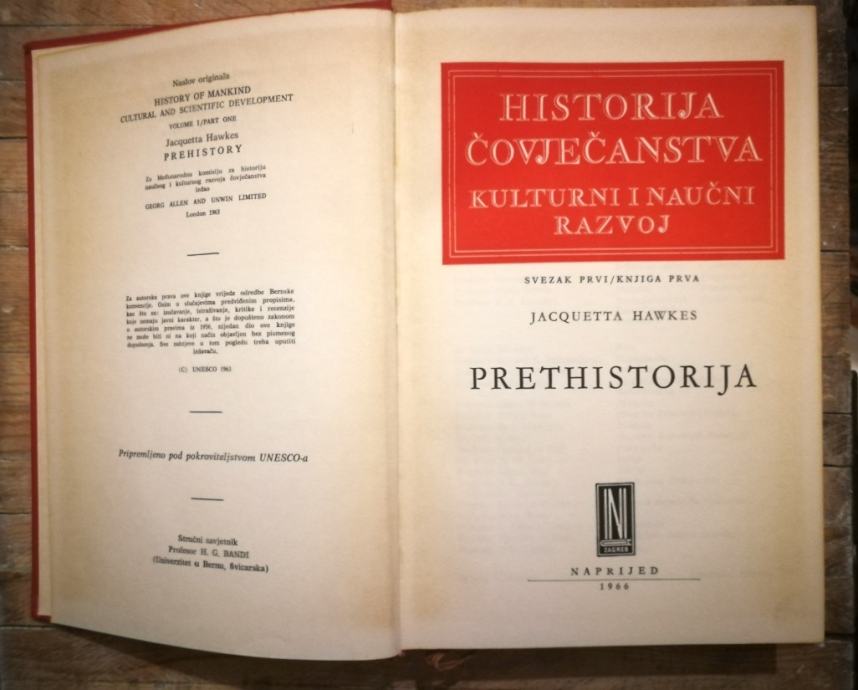 Naslov originala
HISTORY OF MANKIND
CULTURAL AND SCIENTIFIC DEVELOPMENT
VOLUME I/PART ONE
Jacquetta Hawkes
PREHISTORY
Za Međunarodnu komisiju za historiju
naučnog i kulturnog razvoja čovječanstva
izdao
GEORG ALLEN AND UNWIN LIMITED
London 1963
Za autorska prava ove knjige vrijede odredbe Bernske
konvencije. Osim u slučajevima predviđenim propisima,
kao što su: izučavanje, istraživanje, kritike i recenzije
koje nemaju javni karakter, a što je dopušteno zakonom
o autorskim pravima iz 1956, nijedan dio ove knjige
ne može biti ni na koji način objavljen bez pismenog
dopuštenja. Sve zahtjeve u tom pogledu treba uputiti
izdavaču.
(C) UNESCO 1963
Pripremljeno pod pokroviteljstvom UNESCO-a
Stručni savjetnik
Profesor H. G. BANDI
(Univerzitet u Bernu, Švicarska)
HISTORIJA
ČOVJEČANSTVA
KULTURNI I NAUČNI
RAZVOJ
SVEZAK PRVI/KNJIGA PRVA
JACQUETTA HAWKES
PRETHISTORIJA
ZAGREB
NAPRIJED
1966